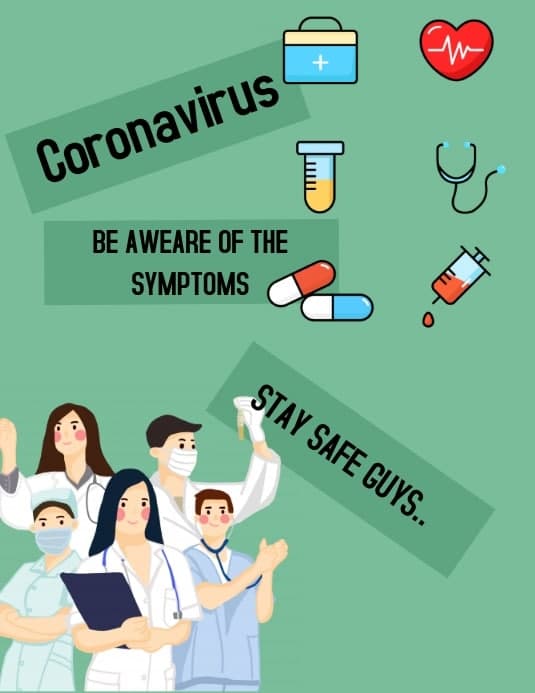 Coronavirus
BE AWEARE OF THE
SYMPTOMS
STAY SAFE GUYS..